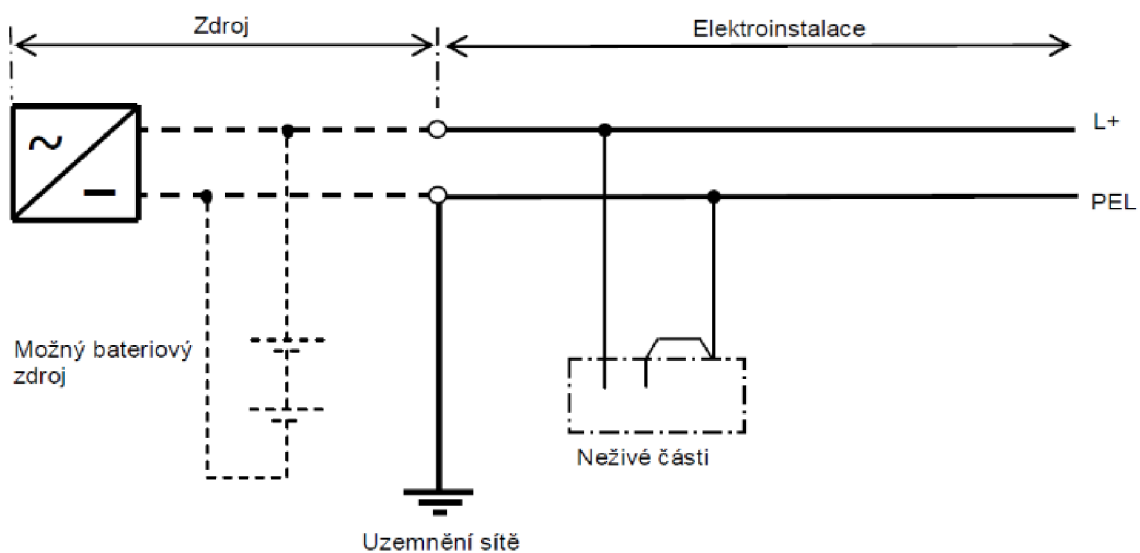 Zdroj
Elektroinstalace
~
–
L+
PEL
Možný bateriový
zdroj
Neživé části
Uzemnění sítě